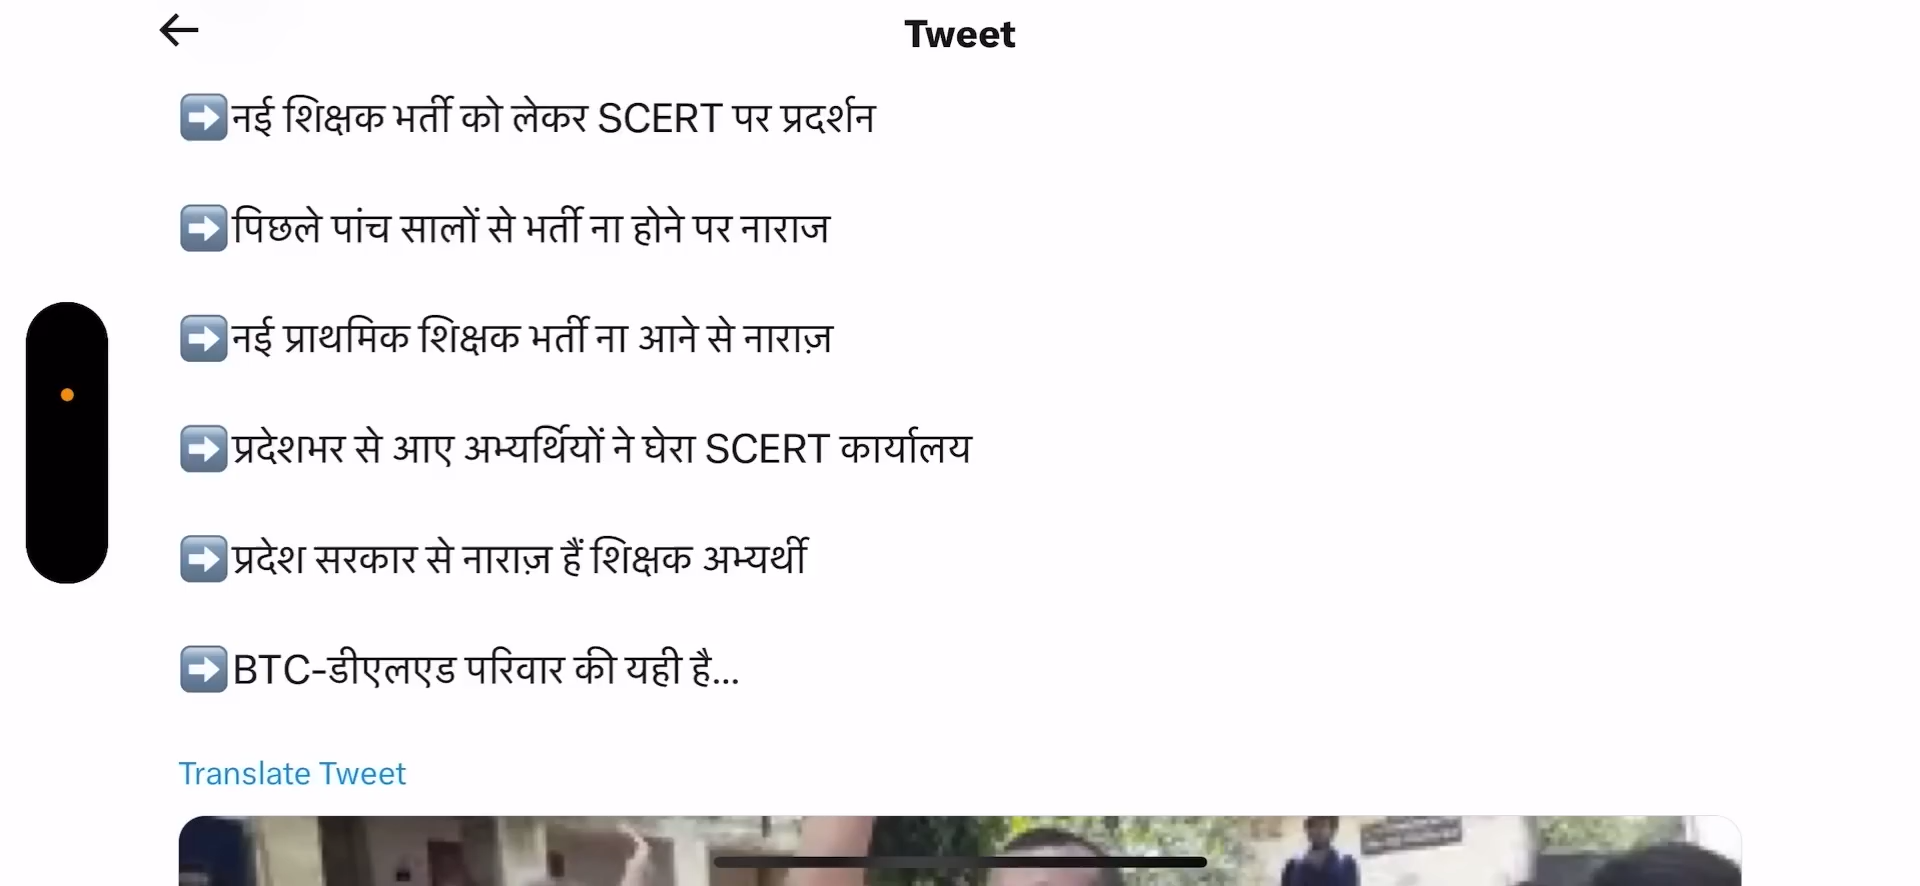 Tweet
➡️नई शिक्षक भर्ती को लेकर SCERT पर प्रदर्शन
➡️पिछले पांच सालों से भर्ती ना होने पर नाराज
➡️नई प्राथमिक शिक्षक भर्ती ना आने से नाराज़
➡️प्रदेशभर से आए अभ्यर्थियों ने घेरा SCERT कार्यालय
➡️प्रदेश सरकार से नाराज़ हैं शिक्षक अभ्यर्थी
➡️BTC-डीएलएड परिवार की यही है...
Translate Tweet